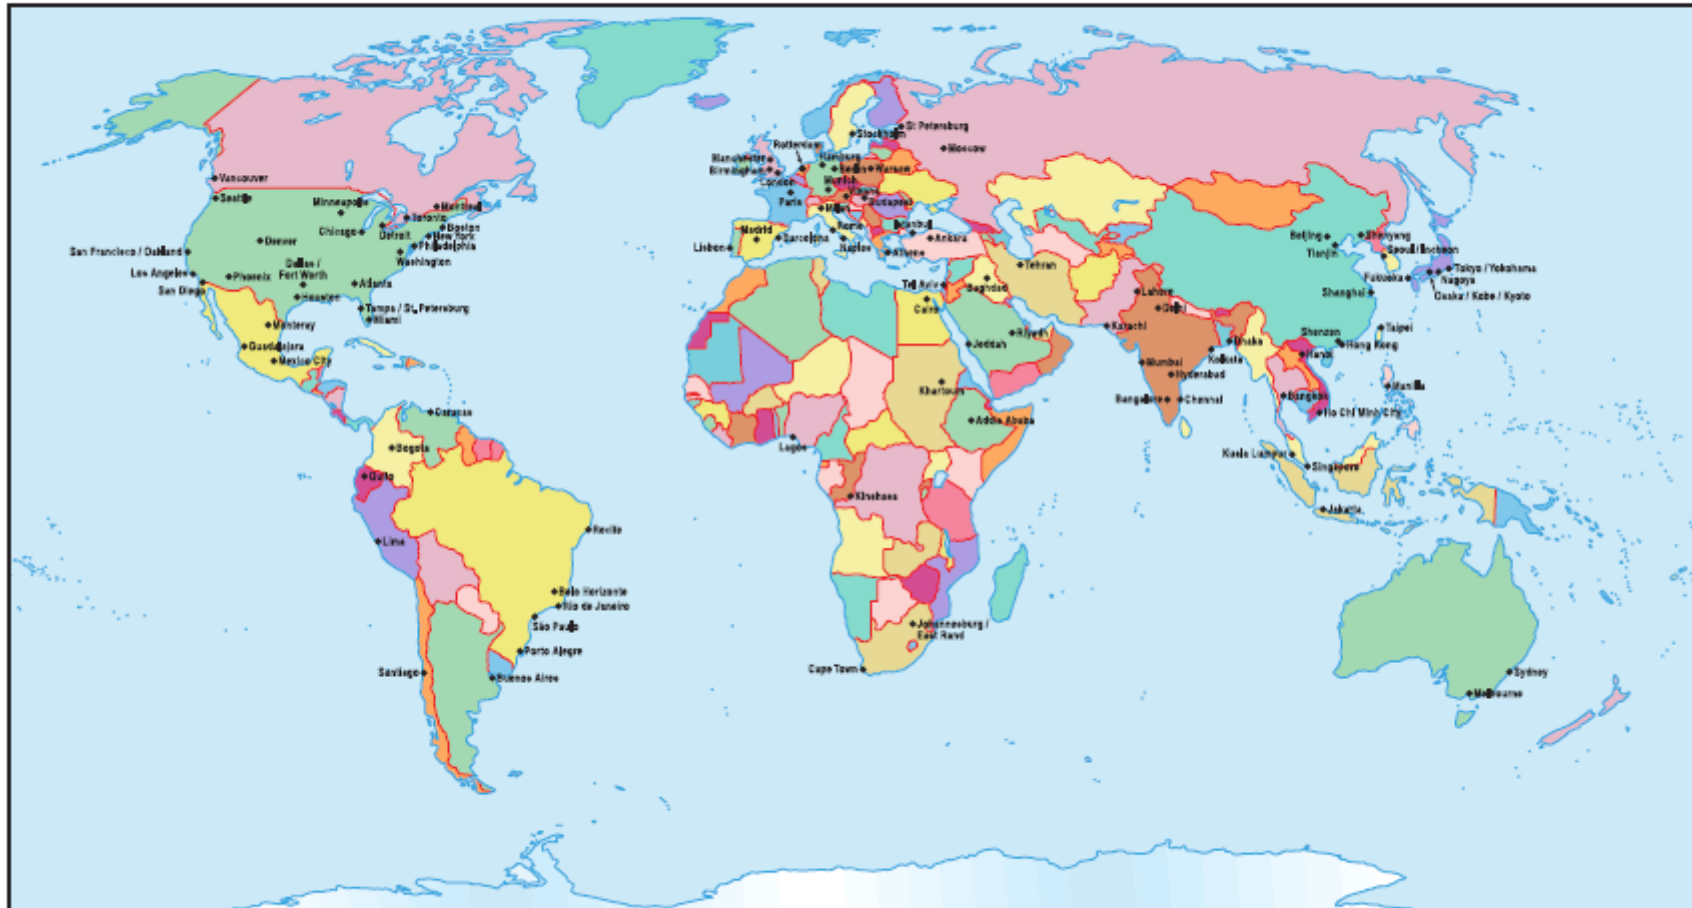 Vancouver
Seattle
Minneapolis
Montreal
Toronto
Boston
Chicago
Detroit
New York
Philadelphia
Washington
San Francisco / Oakland
Denver
Los Angeles
Phoenix
Dallas /
Fort Worth
Atlanta
San Diego
Houston
Tampa / St. Petersburg
Miami
Monterey
Guadalajara
Mexico City
Caracas
Bogota
Quito
Lima
Recife
Belo Horizonte
Rio de Janeiro
São Paulo
Porto Alegre
Santiago
Buenos Aires
Stockholm
St Petersburg
Moscow
Rotterdam
Manchester
Birmingham
Hamburg
Berlin
Warsaw
London
Munich
Vienna
Paris
Budapest
Milan
Madrid
Barcelona
Rome
Istanbul
Lisbon
Naples
Ankara
Athens
Tel Aviv
Baghdad
Tehran
Cairo
Riyadh
Jeddah
Khartoum
Addis Ababa
Lagos
Kinshasa
Johannesburg /
East Rand
Cape Town
Lahore
Delhi
Karachi
Dhaka
Mumbai
Kolkata
Hyderabad
Bangalore
Chennai
Beijing
Tianjin
Shenyang
Seoul / Incheon
Fukuoka
Tokyo / Yokohama
Nagoya
Osaka / Kobe / Kyoto
Shanghai
Taipei
Shenzen
Hong Kong
Hanoi
Bangkok
Manilla
Ho Chi Minh City
Kuala Lumpur
Singapore
Jakarta
Sydney
Melbourne